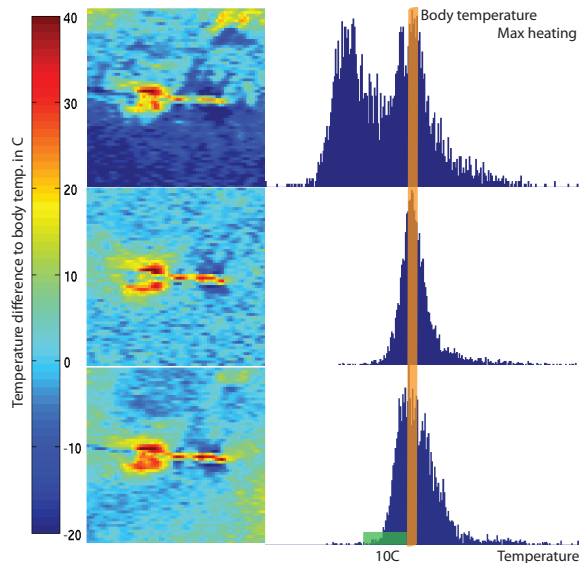 Temperature difference to body temp. in C
40
30
20
10
0
-10
-20
Body temperature
Max heating
10C
Temperature